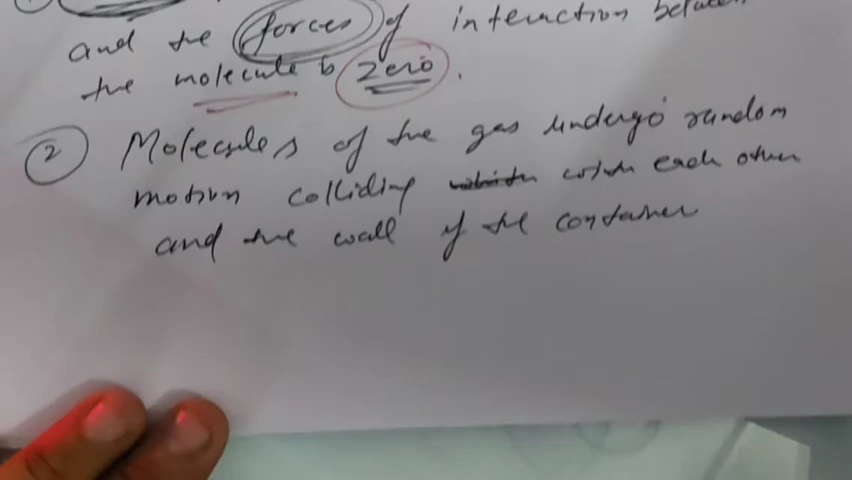 and the forces of interaction between
the molecule is zero.
② Molecules of the gas undergo random
motion colliding with each other
and the wall of the container